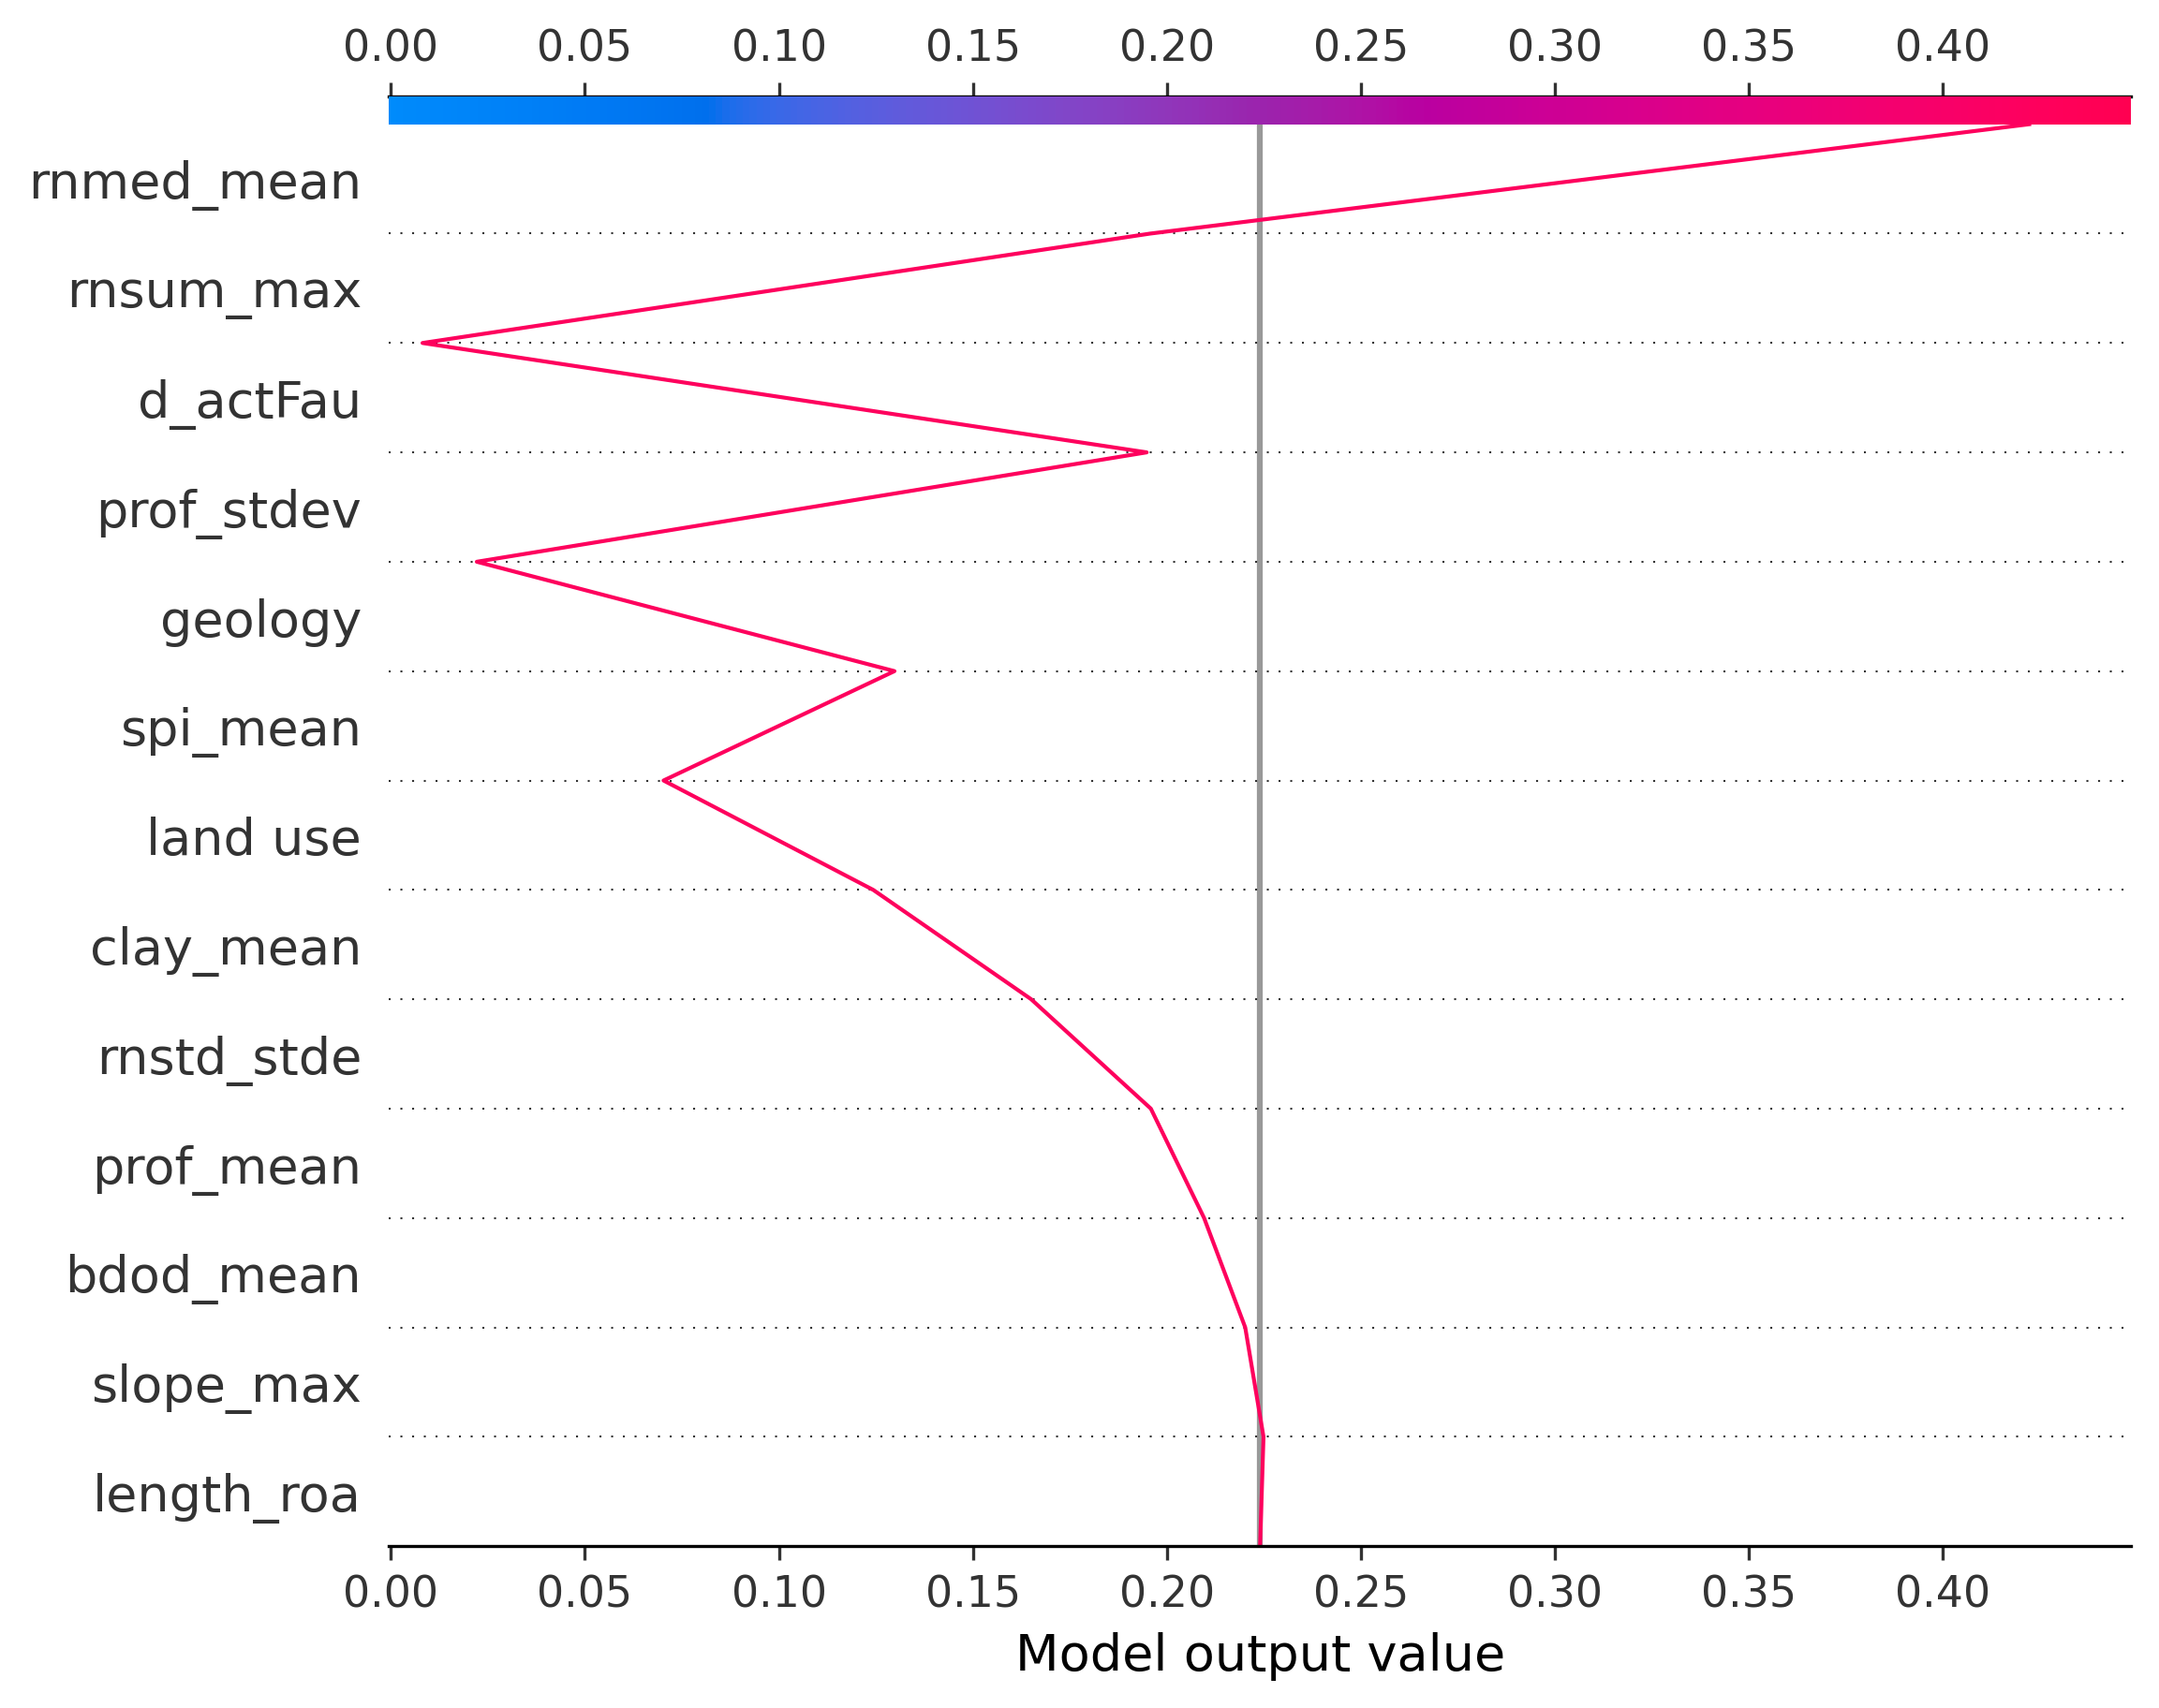 0.00 0.05 0.10 0.15 0.20 0.25 0.30 0.35 0.40
rnmed_mean
rnsum_max
d_actFau
prof_stdev
geology
spi_mean
land use
clay_mean
rnstd_stde
prof_mean
bdod_mean
slope_max
length_roa
0.00 0.05 0.10 0.15 0.20 0.25 0.30 0.35 0.40
Model output value